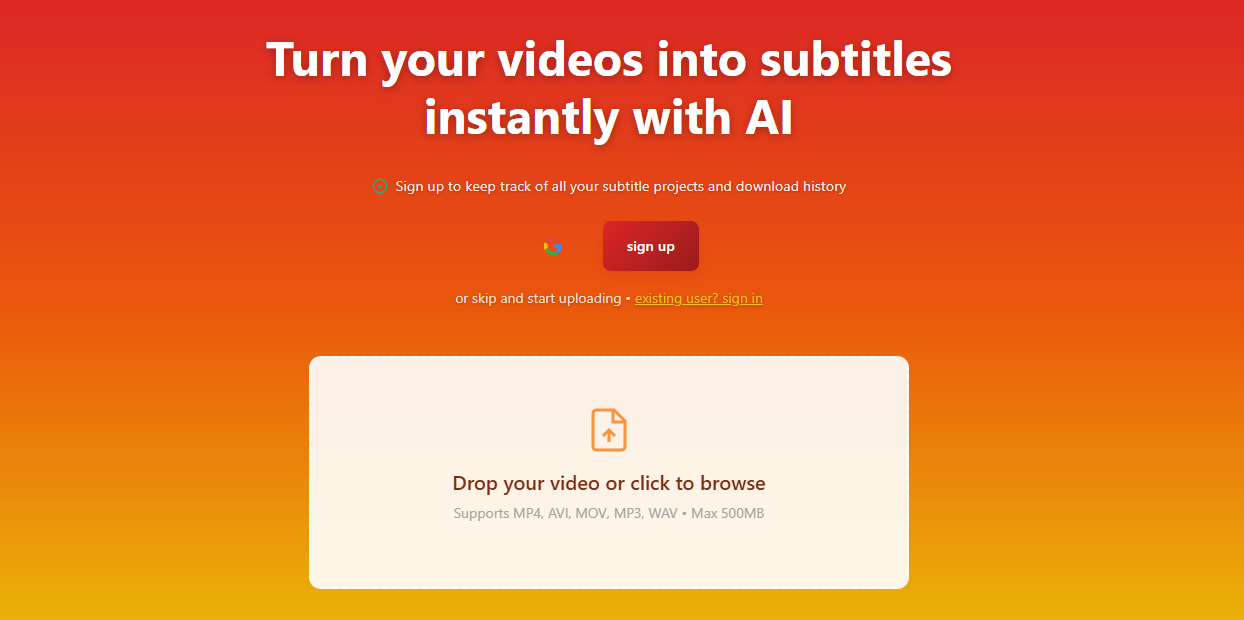 Turn your videos into subtitles
instantly with AI
Sign up to keep track of all your subtitle projects and download history
sign up
or skip and start uploading • existing user? sign in
Drop your video or click to browse
Supports MP4, AVI, MOV, MP3, WAV • Max 500MB